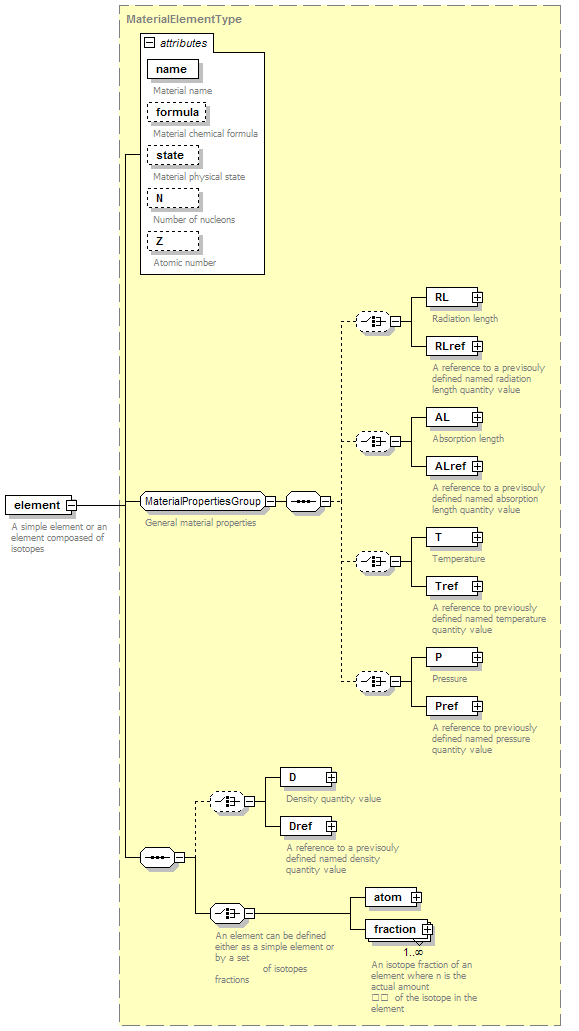 MaterialElementType
attributes
name
Material name
formula
Material chemical formula
state
Material physical state
N
Number of nucleons
Z
Atomic number
RL
Radiation length
RLref
A reference to a previsouly
defined named radiation
length quantity value
AL
Absorption length
ALref
A reference to a previsouly
defined named absorption
length quantity value
element
A simple element or an
element compoased of
isotopes
MaterialPropertiesGroup
General material properties
T
Temperature
Tref
A reference to previously
defined named temperature
quantity value
P
Pressure
Pref
A reference to previously
defined named pressure
quantity value
D
Density quantity value
Dref
A reference to a previsouly
defined named density
quantity value
An element can be defined
either as a simple element or
by a set
of isotopes
fractions
atom
fraction
1..∞
An isotope fraction of an
element where n is the
actual amount
□□ of the isotope in the
element